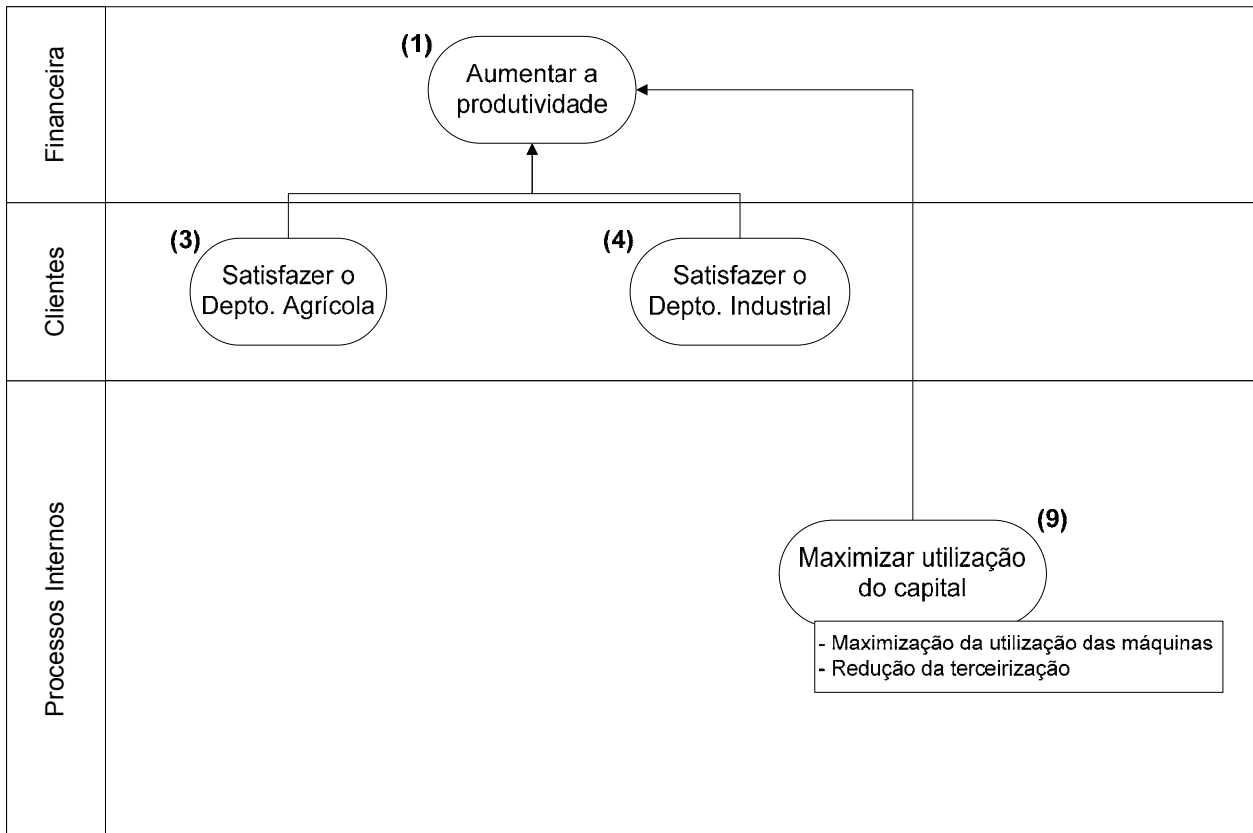 Financeira
(1)
Aumentar a
produtividade
Clientes
(3)
Satisfazer o
Depto. Agrícola
(4)
Satisfazer o
Depto. Industrial
Processos Internos
(9)
Maximizar utilização
do capital
- Maximização da utilização das máquinas
- Redução da terceirização